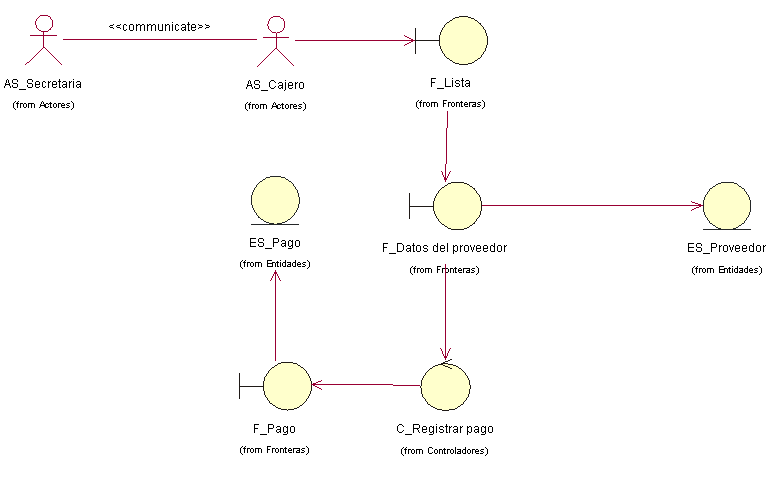 <<communicate>>
AS_Secretaria
(from Actores)
AS_Cajero
(from Actores)
F_Lista
(from Fronteras)
ES_Pago
(from Entidades)
F_Datos del proveedor
(from Fronteras)
ES_Proveedor
(from Entidades)
F_Pago
(from Fronteras)
C_Registrar pago
(from Controladores)